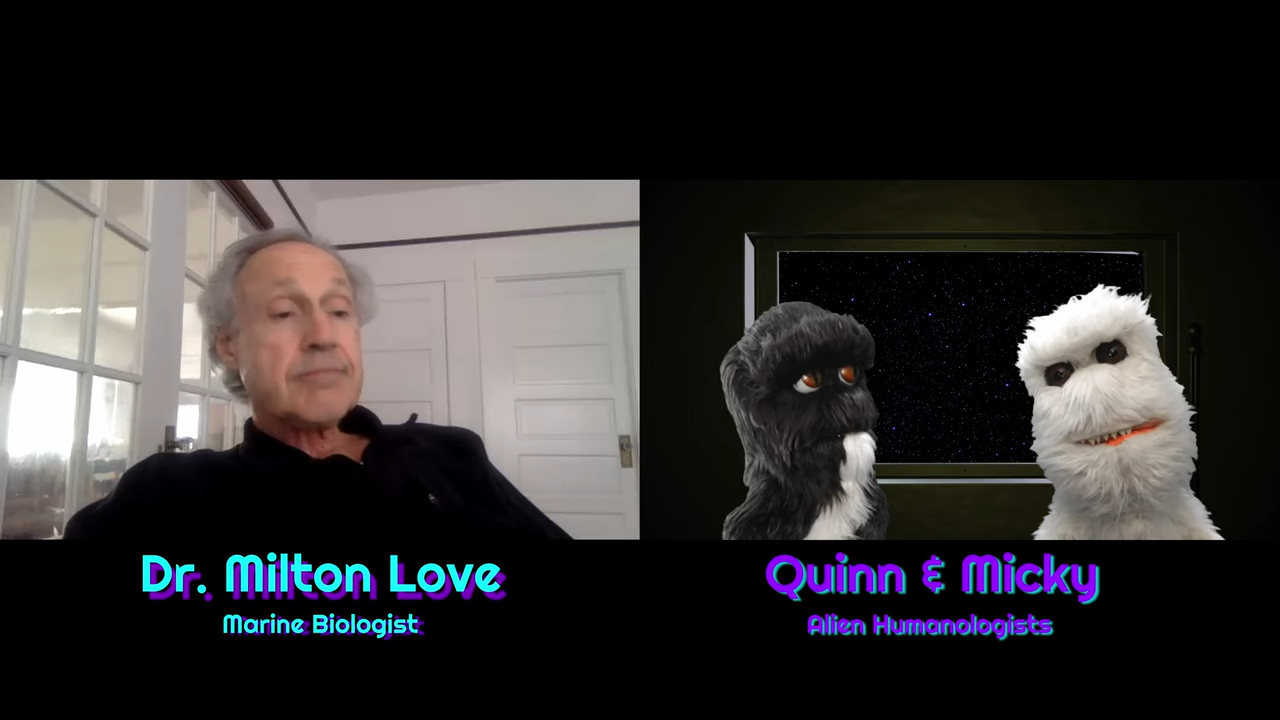 Dr. Milton Love
Marine Biologist
Quinn & Micky
Alien Humanologists